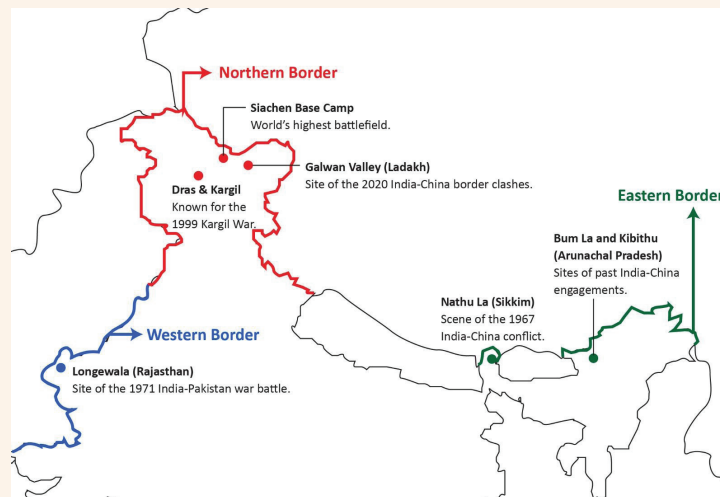 Northern Border
Siachen Base Camp
World's highest battlefield.
Galwan Valley (Ladakh)
Site of the 2020 India-China border clashes.
Dras & Kargil
Known for the
1999 Kargil War.
Eastern Border
Bum La and Kibithu
(Arunachal Pradesh)
Sites of past India-China
engagements.
Nathu La (Sikkim)
Scene of the 1967
India-China conflict.
Western Border
Longewala (Rajasthan)
Site of the 1971 India-Pakistan war battle.